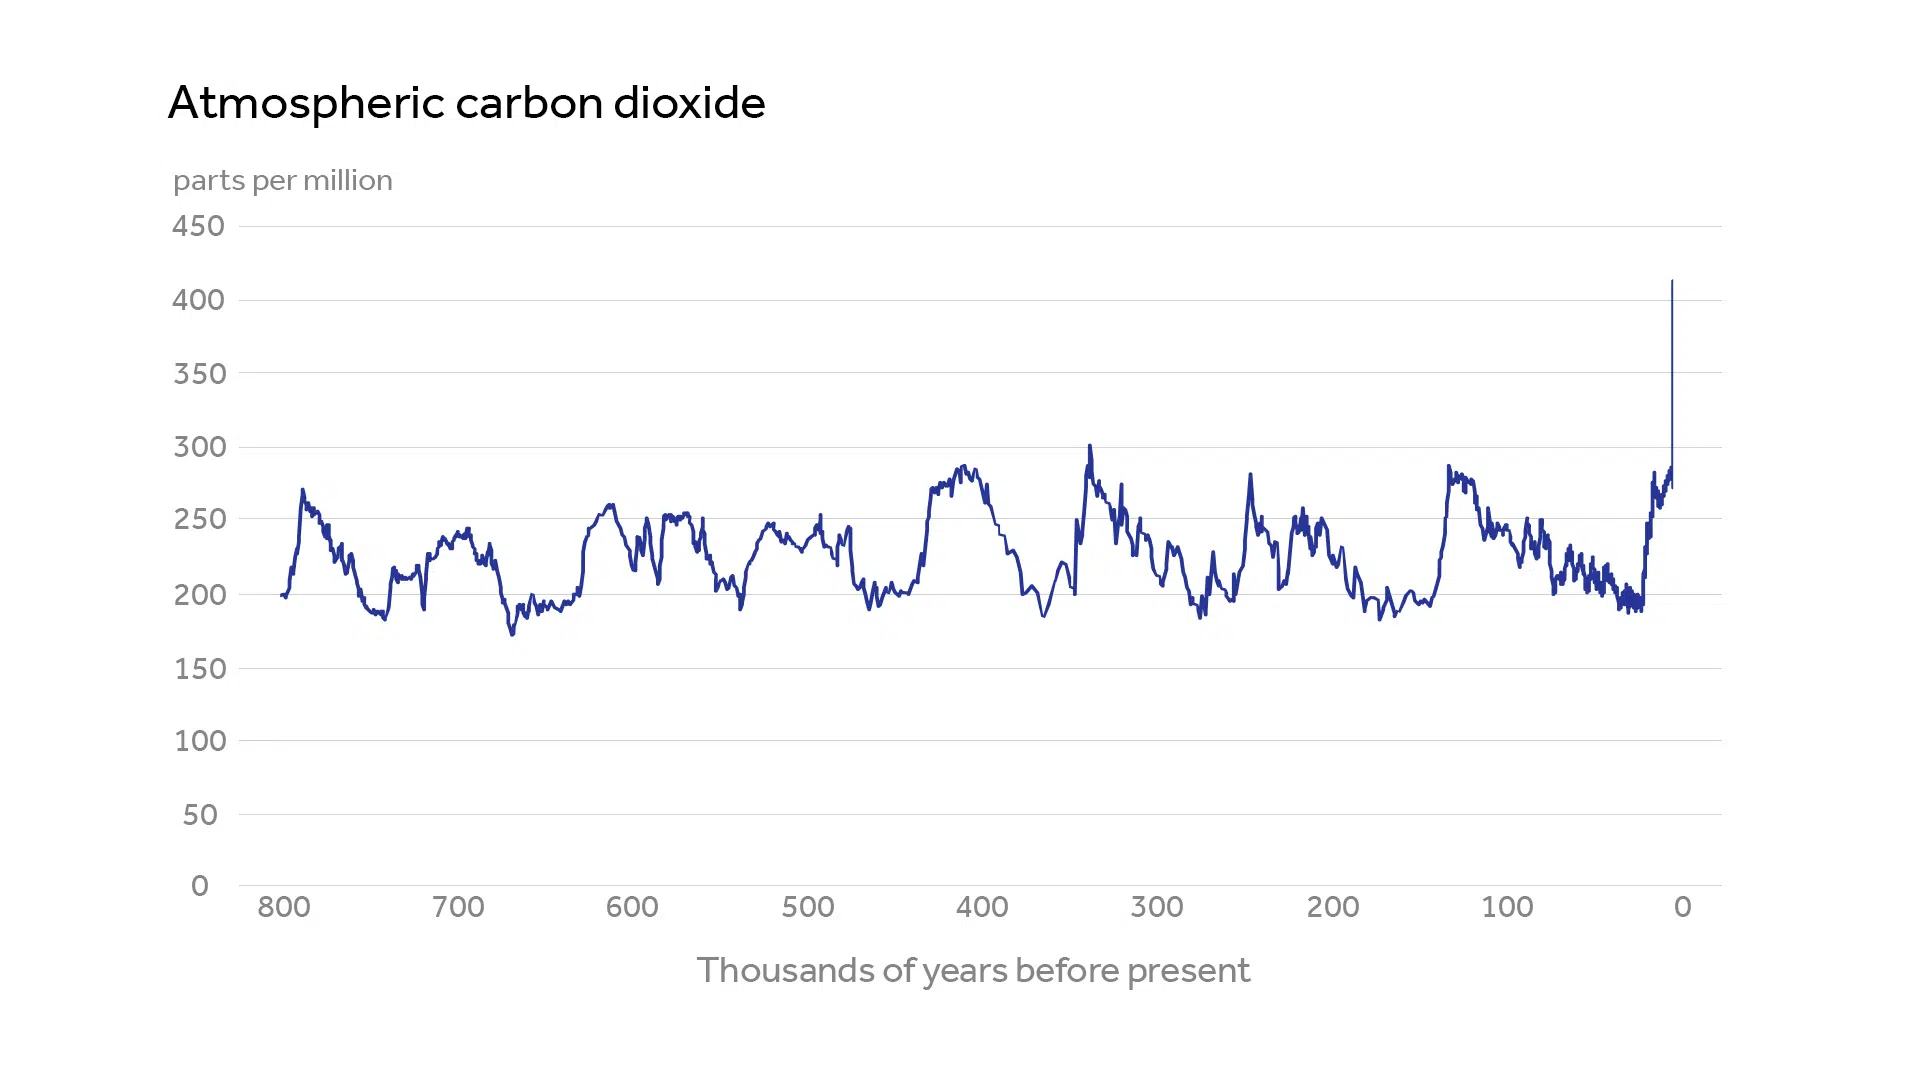 Atmospheric carbon dioxide
parts per million
450
400
350
300
250
200
150
100
50
0
800 700 600 500 400 300 200 100 0
Thousands of years before present